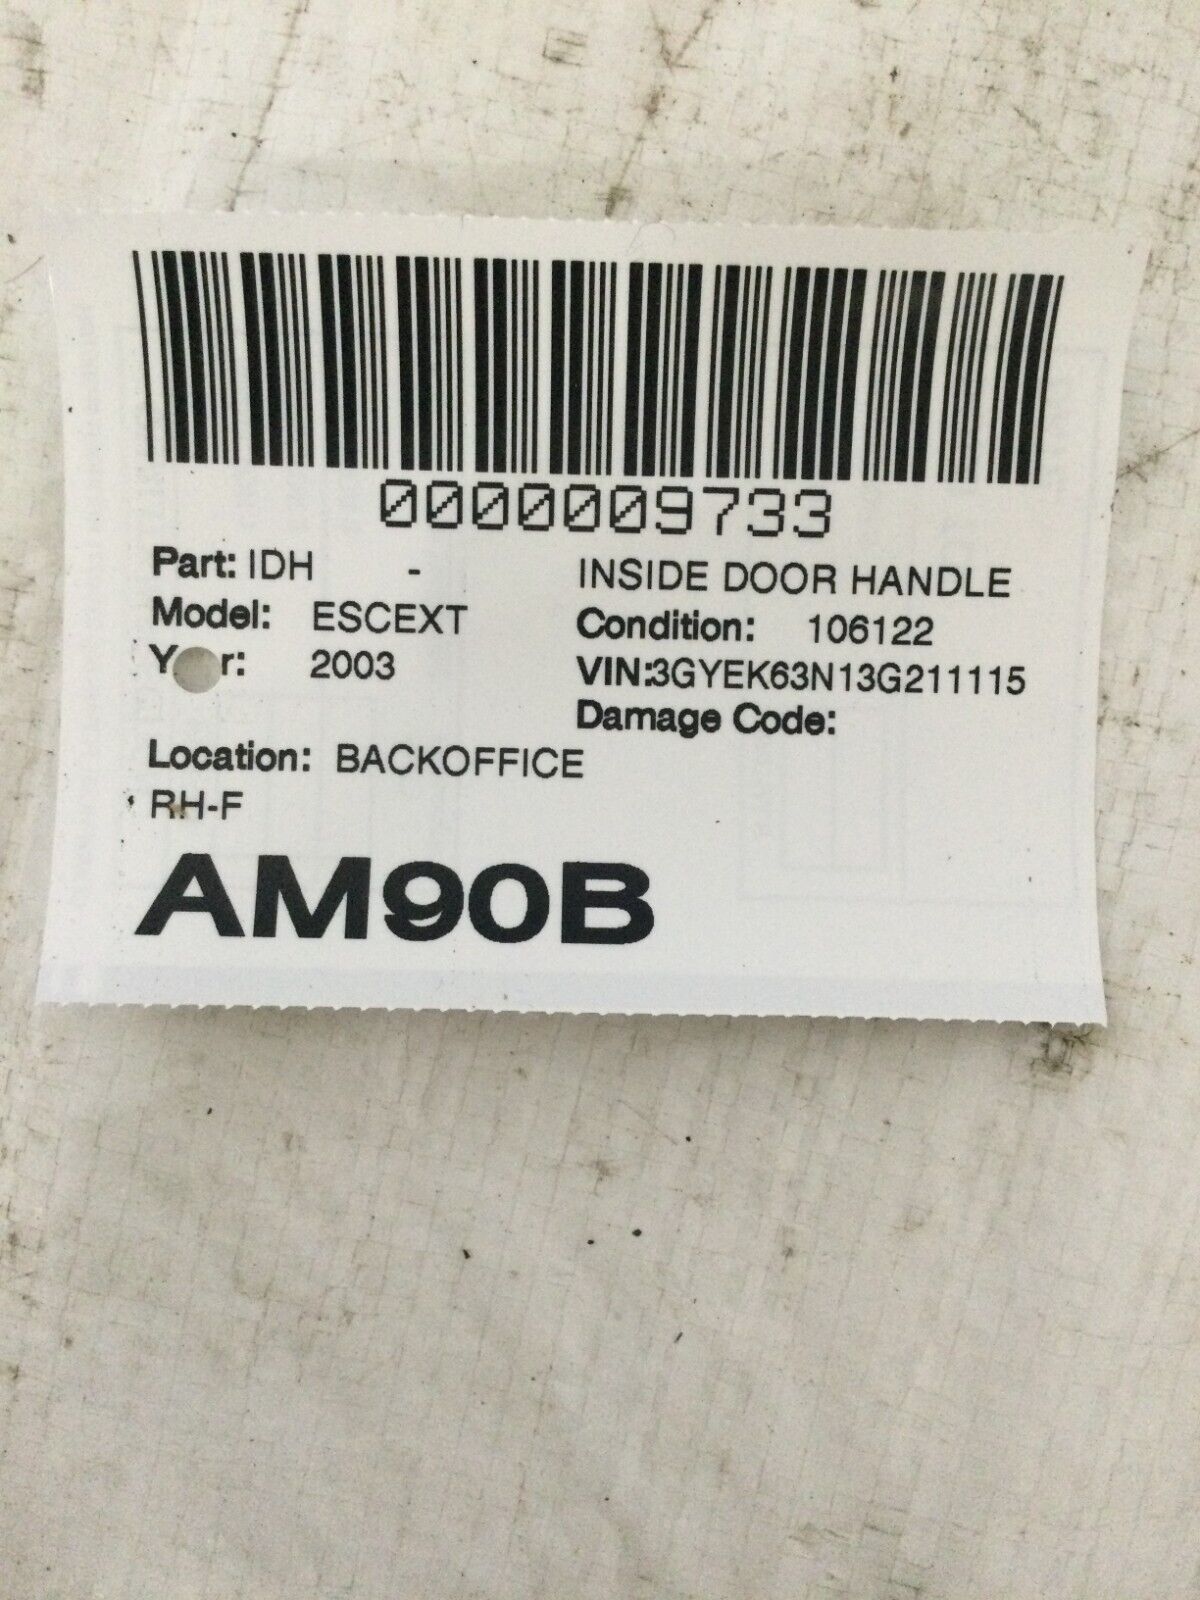 0000009733
Part: IDH - INSIDE DOOR HANDLE
Model: ESCEXT Condition: 106122
2003 VIN:3GYEK63N13G211115
Damage Code:
Location: BACKOFFICE
RH-F
AM90B